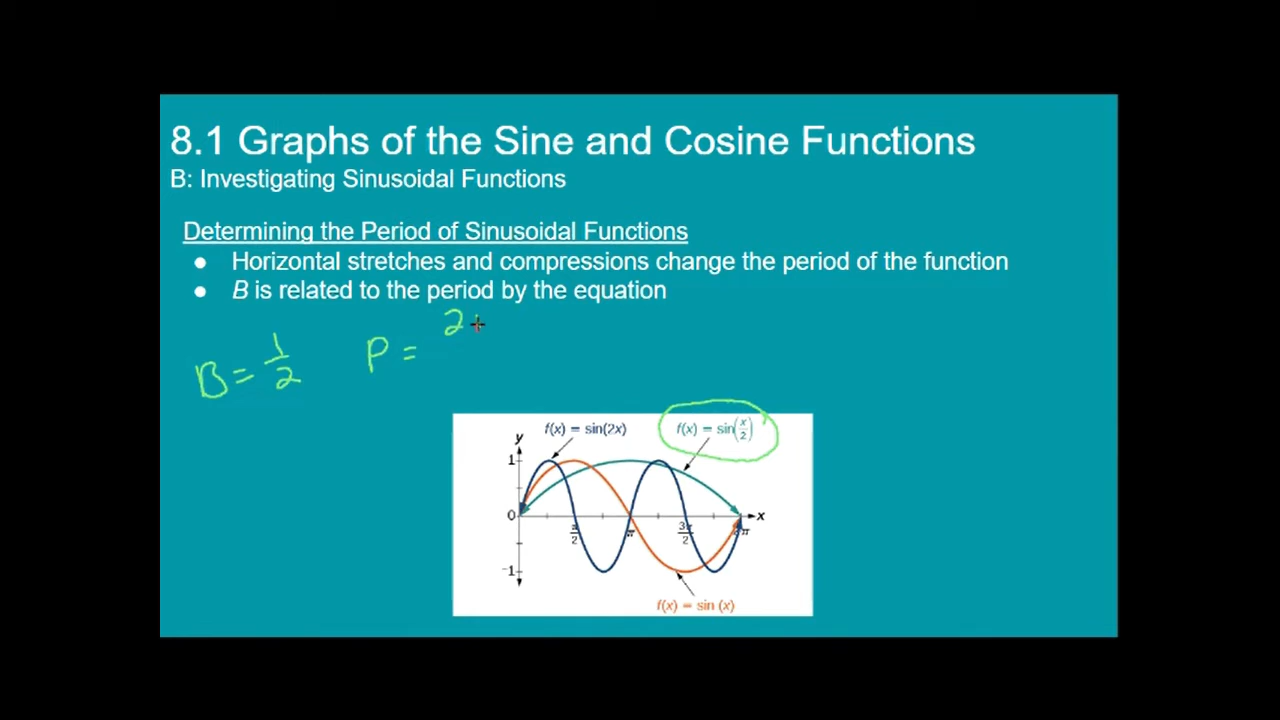 8.1 Graphs of the Sine and Cosine Functions
B: Investigating Sinusoidal Functions
Determining the Period of Sinusoidal Functions
● Horizontal stretches and compressions change the period of the function
● B is related to the period by the equation
B = 1/2 P = 2
f(x) = sin(2x) f(x) = sin(x/2)
y
1
0 x
π/2 π 3π/2 2π
-1
f(x) = sin (x)